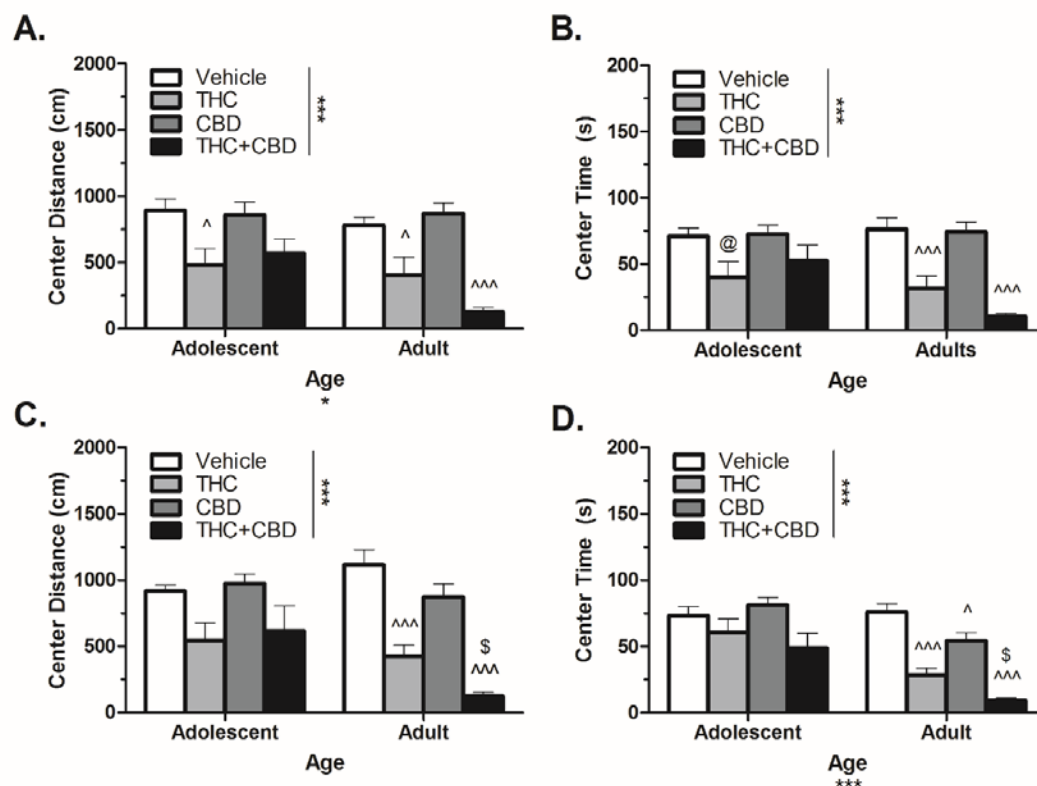 A.
Center Distance (cm)
2000
1500
1000
500
0
Vehicle
THC
CBD
THC+CBD
***
^
^
^^^
Adolescent
Adult
Age
*
B.
Center Time (s)
200
150
100
50
0
Vehicle
THC
CBD
THC+CBD
***
@
^^^
^^^
Adolescent
Adults
Age
C.
Center Distance (cm)
2000
1500
1000
500
0
Vehicle
THC
CBD
THC+CBD
***
^^^
$
^^^
Adolescent
Adult
Age
D.
Center Time (s)
200
150
100
50
0
Vehicle
THC
CBD
THC+CBD
***
^^^
^
$
^^^
Adolescent
Adult
Age
***